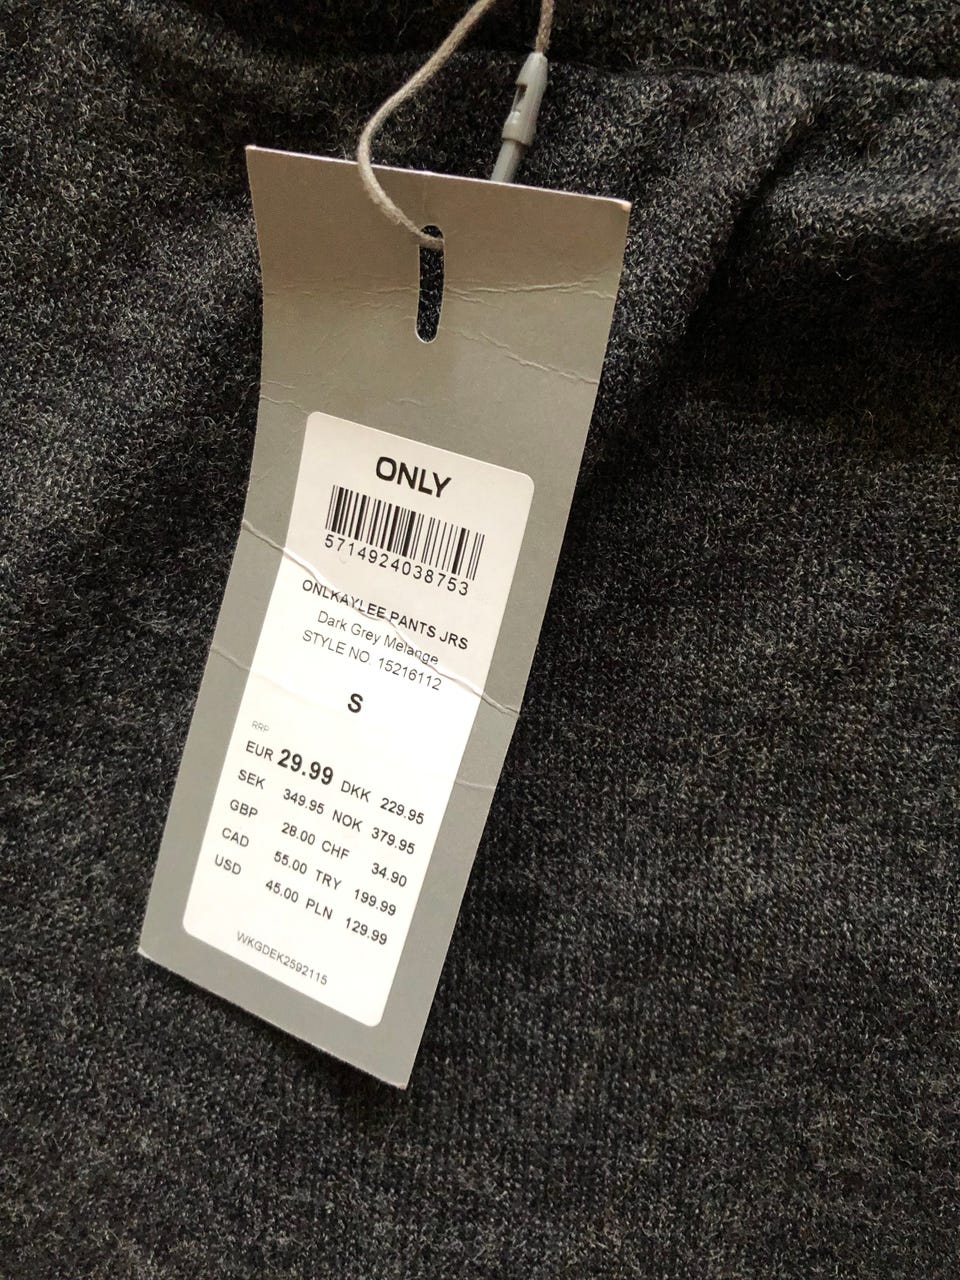 ONLY
5714924038753
ONLKAYLEE PANTS JRS
Dark Grey Melange
STYLE NO. 15216112
S
RRP
EUR 29.99 DKK 229.95
SEK 349.95 NOK 379.95
GBP 28.00 CHF 34.90
CAD 55.00 TRY 199.99
USD 45.00 PLN 129.99
WKGDEK2592115